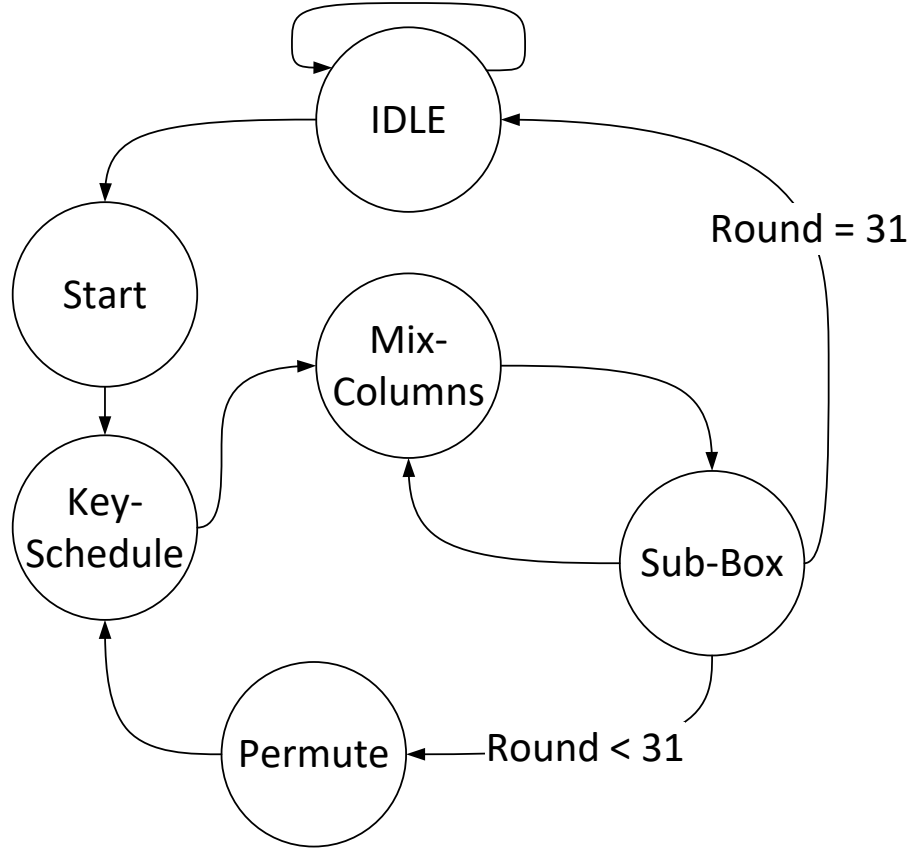 IDLE
Round = 31
Start
Mix-
Columns
Key-
Schedule
Sub-Box
Permute
Round < 31